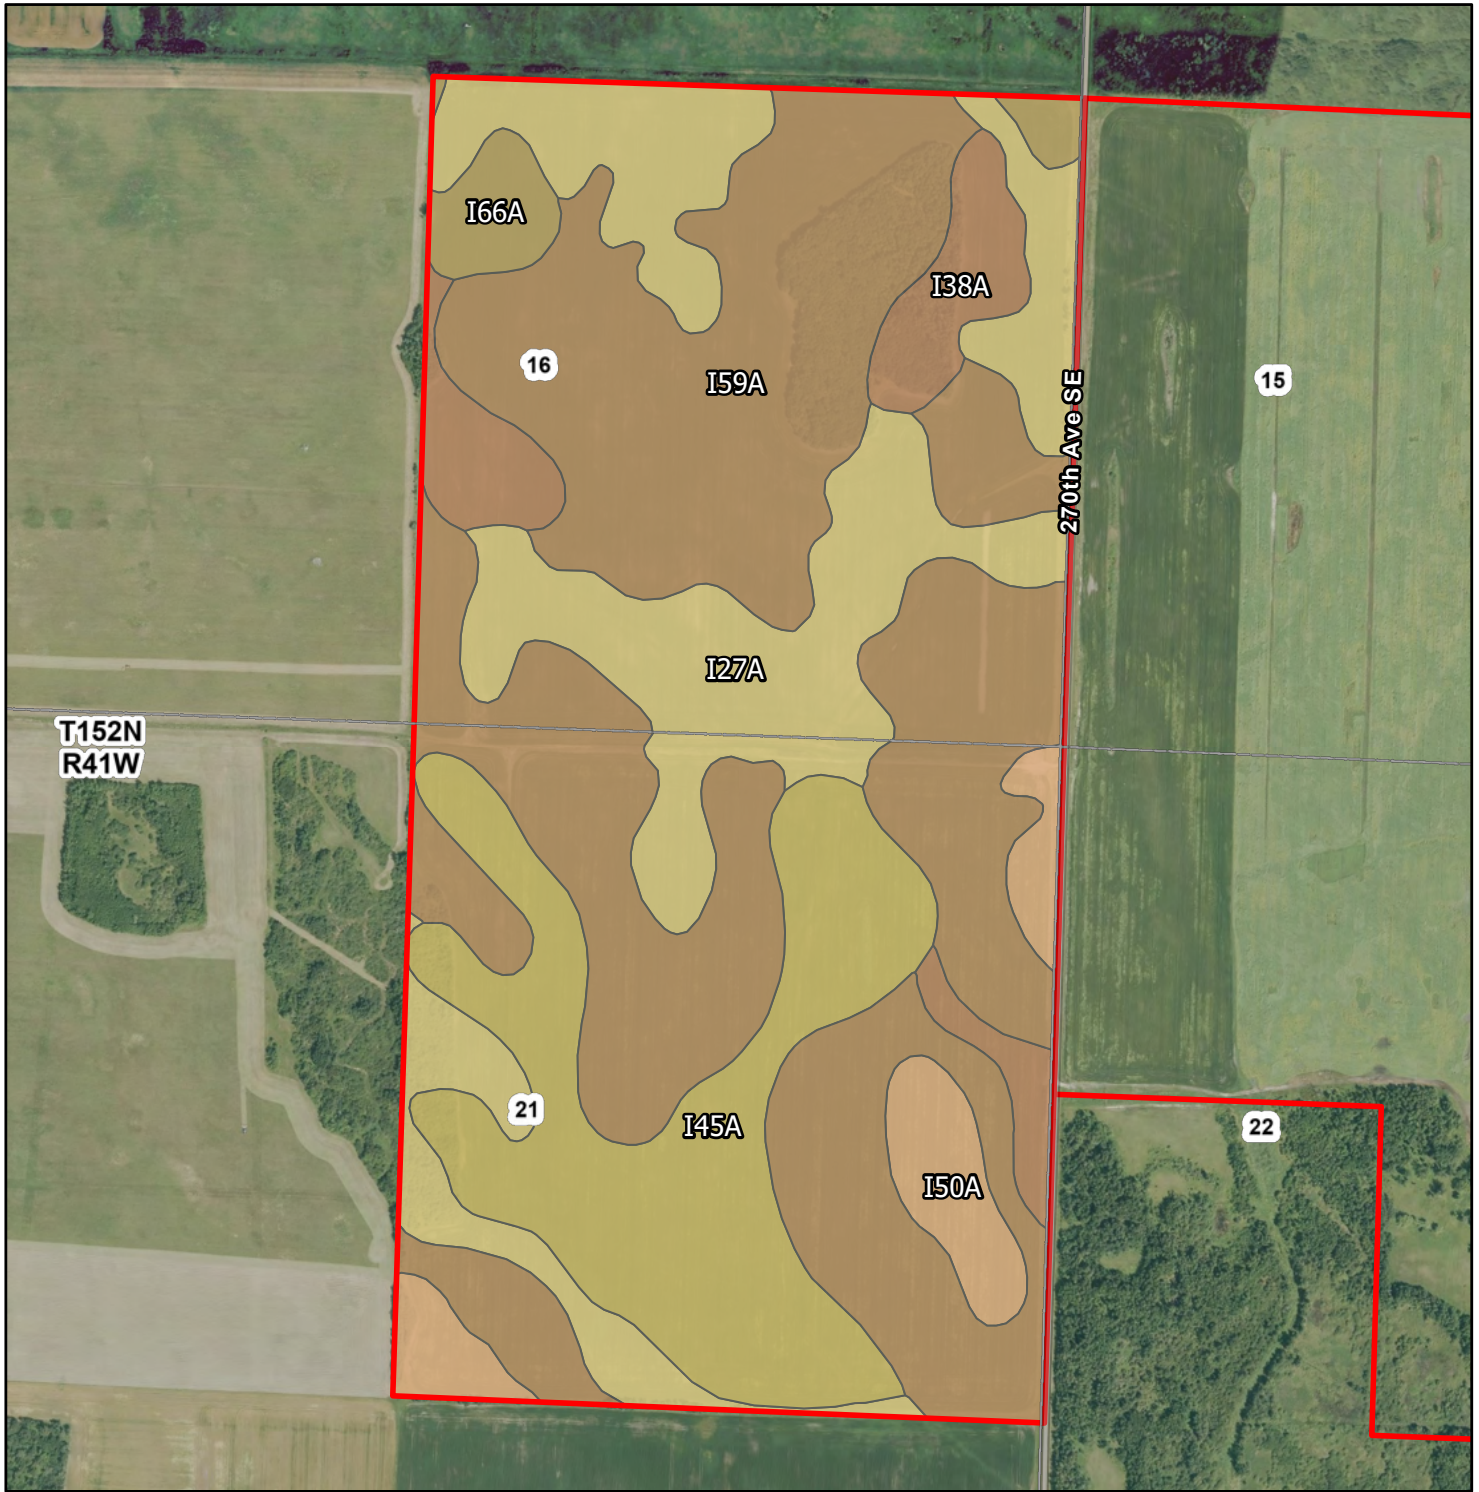 I66A
I38A
16
I59A
15
270th Ave SE
I27A
T152N
R41W
21
I45A
22
I50A